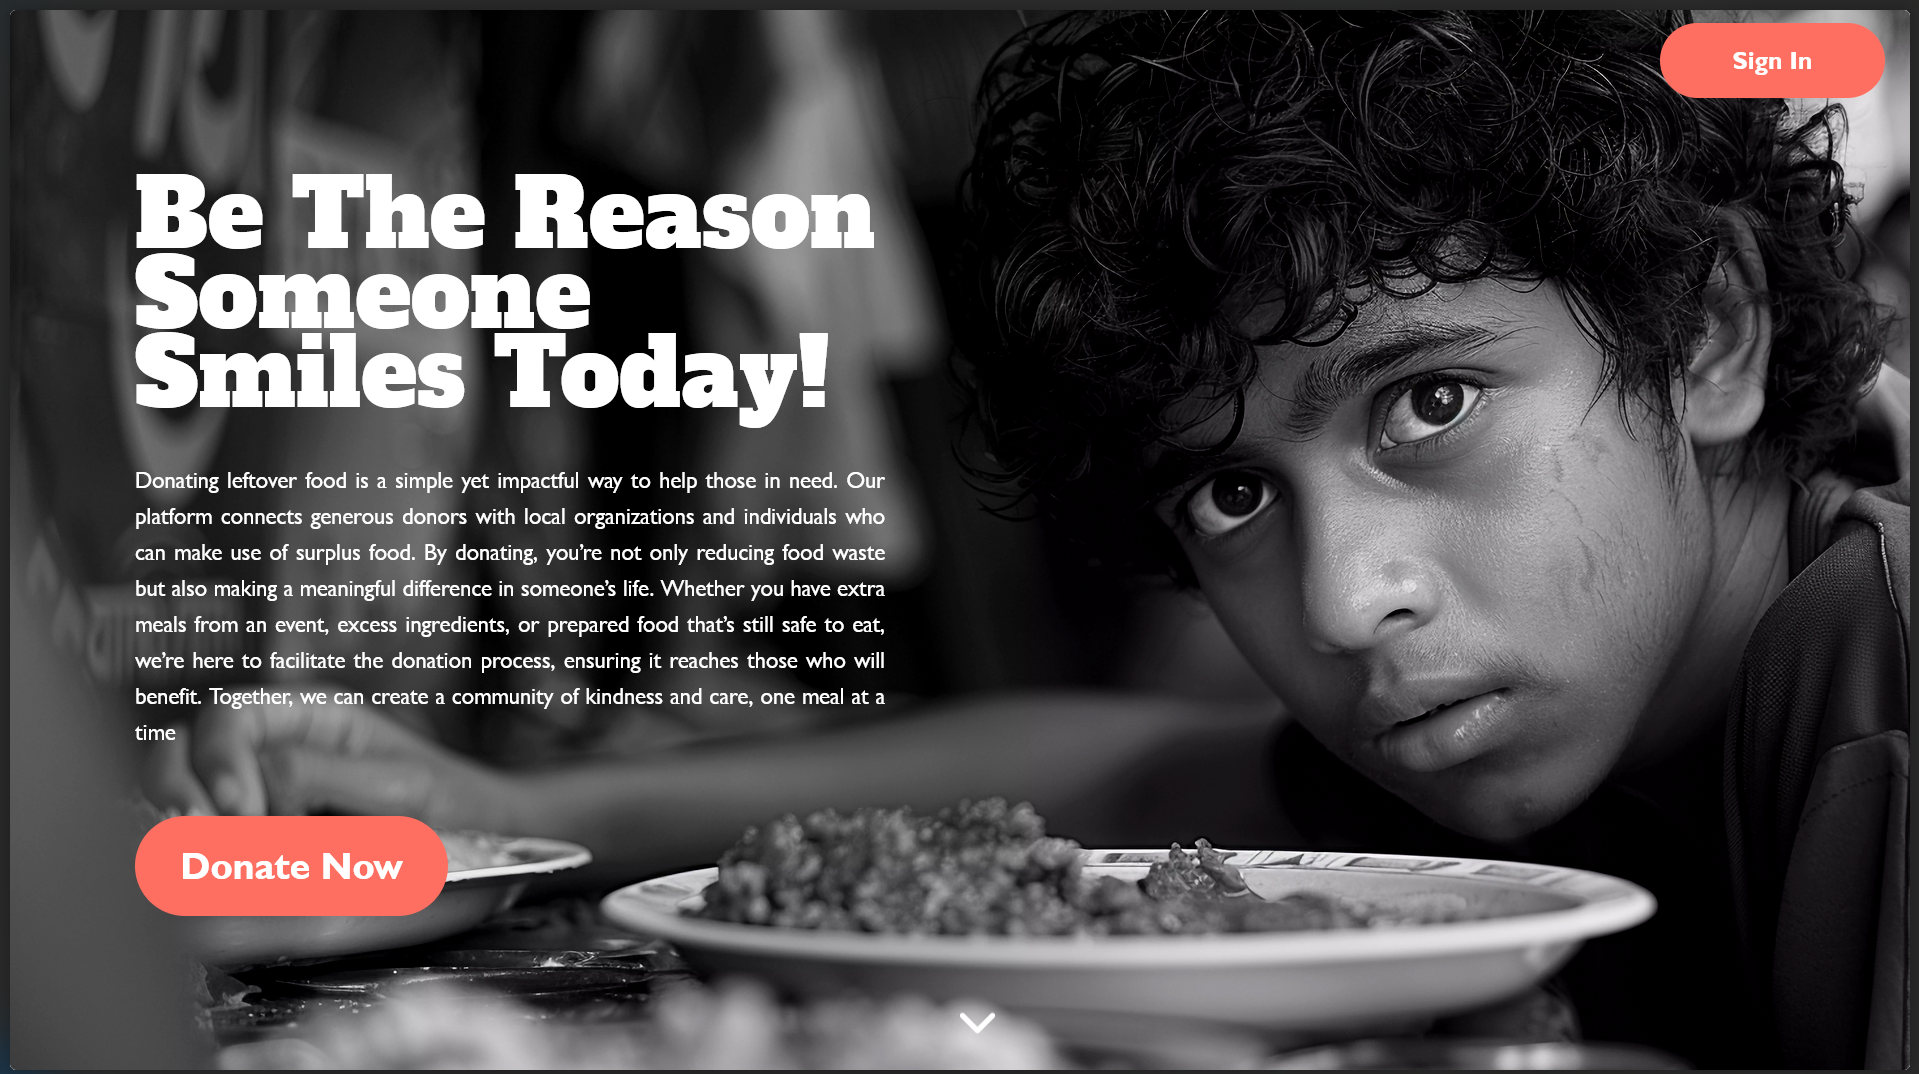 Sign In
Be The Reason
Someone
Smiles Today!
Donating leftover food is a simple yet impactful way to help those in need. Our
platform connects generous donors with local organizations and individuals who
can make use of surplus food. By donating, you’re not only reducing food waste
but also making a meaningful difference in someone’s life. Whether you have extra
meals from an event, excess ingredients, or prepared food that’s still safe to eat,
we’re here to facilitate the donation process, ensuring it reaches those who will
benefit. Together, we can create a community of kindness and care, one meal at a
time
Donate Now